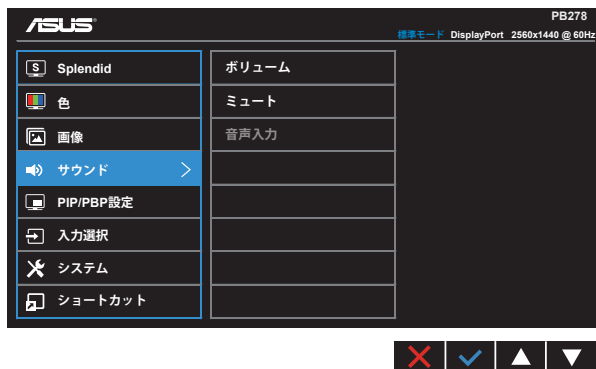 ASUS
PB278
標準モード DisplayPort 2560x1440 @ 60Hz
S Splendid
色
画像
サウンド
PIP/PBP設定
入力選択
システム
ショートカット
ボリューム
ミュート
音声入力